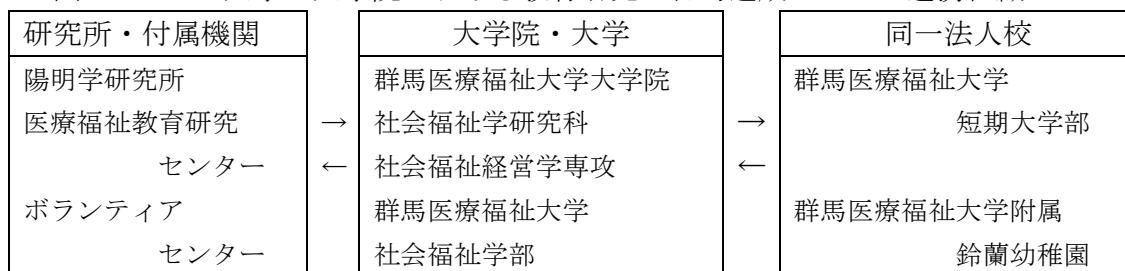 研究所・付属機関 大学院・大学 同一法人校
陽明学研究所 群馬医療福祉大学大学院 群馬医療福祉大学
医療福祉教育研究 → 社会福祉学研究科 → 短期大学部
センター ← 社会福祉経営学専攻 ←
ボランティア 群馬医療福祉大学 群馬医療福祉大学附属
センター 社会福祉学部 鈴蘭幼稚園